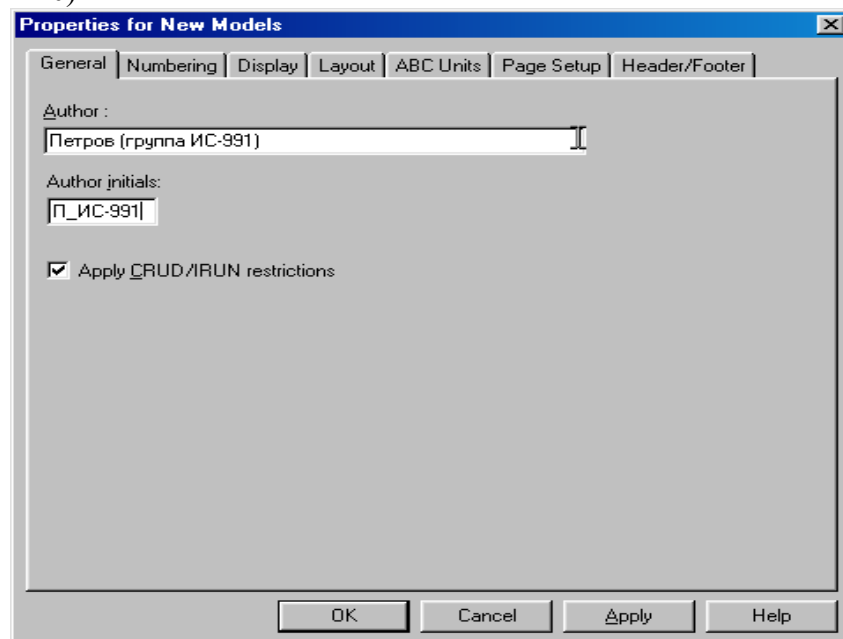 Properties for New Models
General Numbering Display Layout ABC Units Page Setup Header/Footer
Author :
Петров (группа ИС-991)
Author initials:
П_ИС-991
Apply CRUD/IRUN restrictions
OK Cancel Apply Help